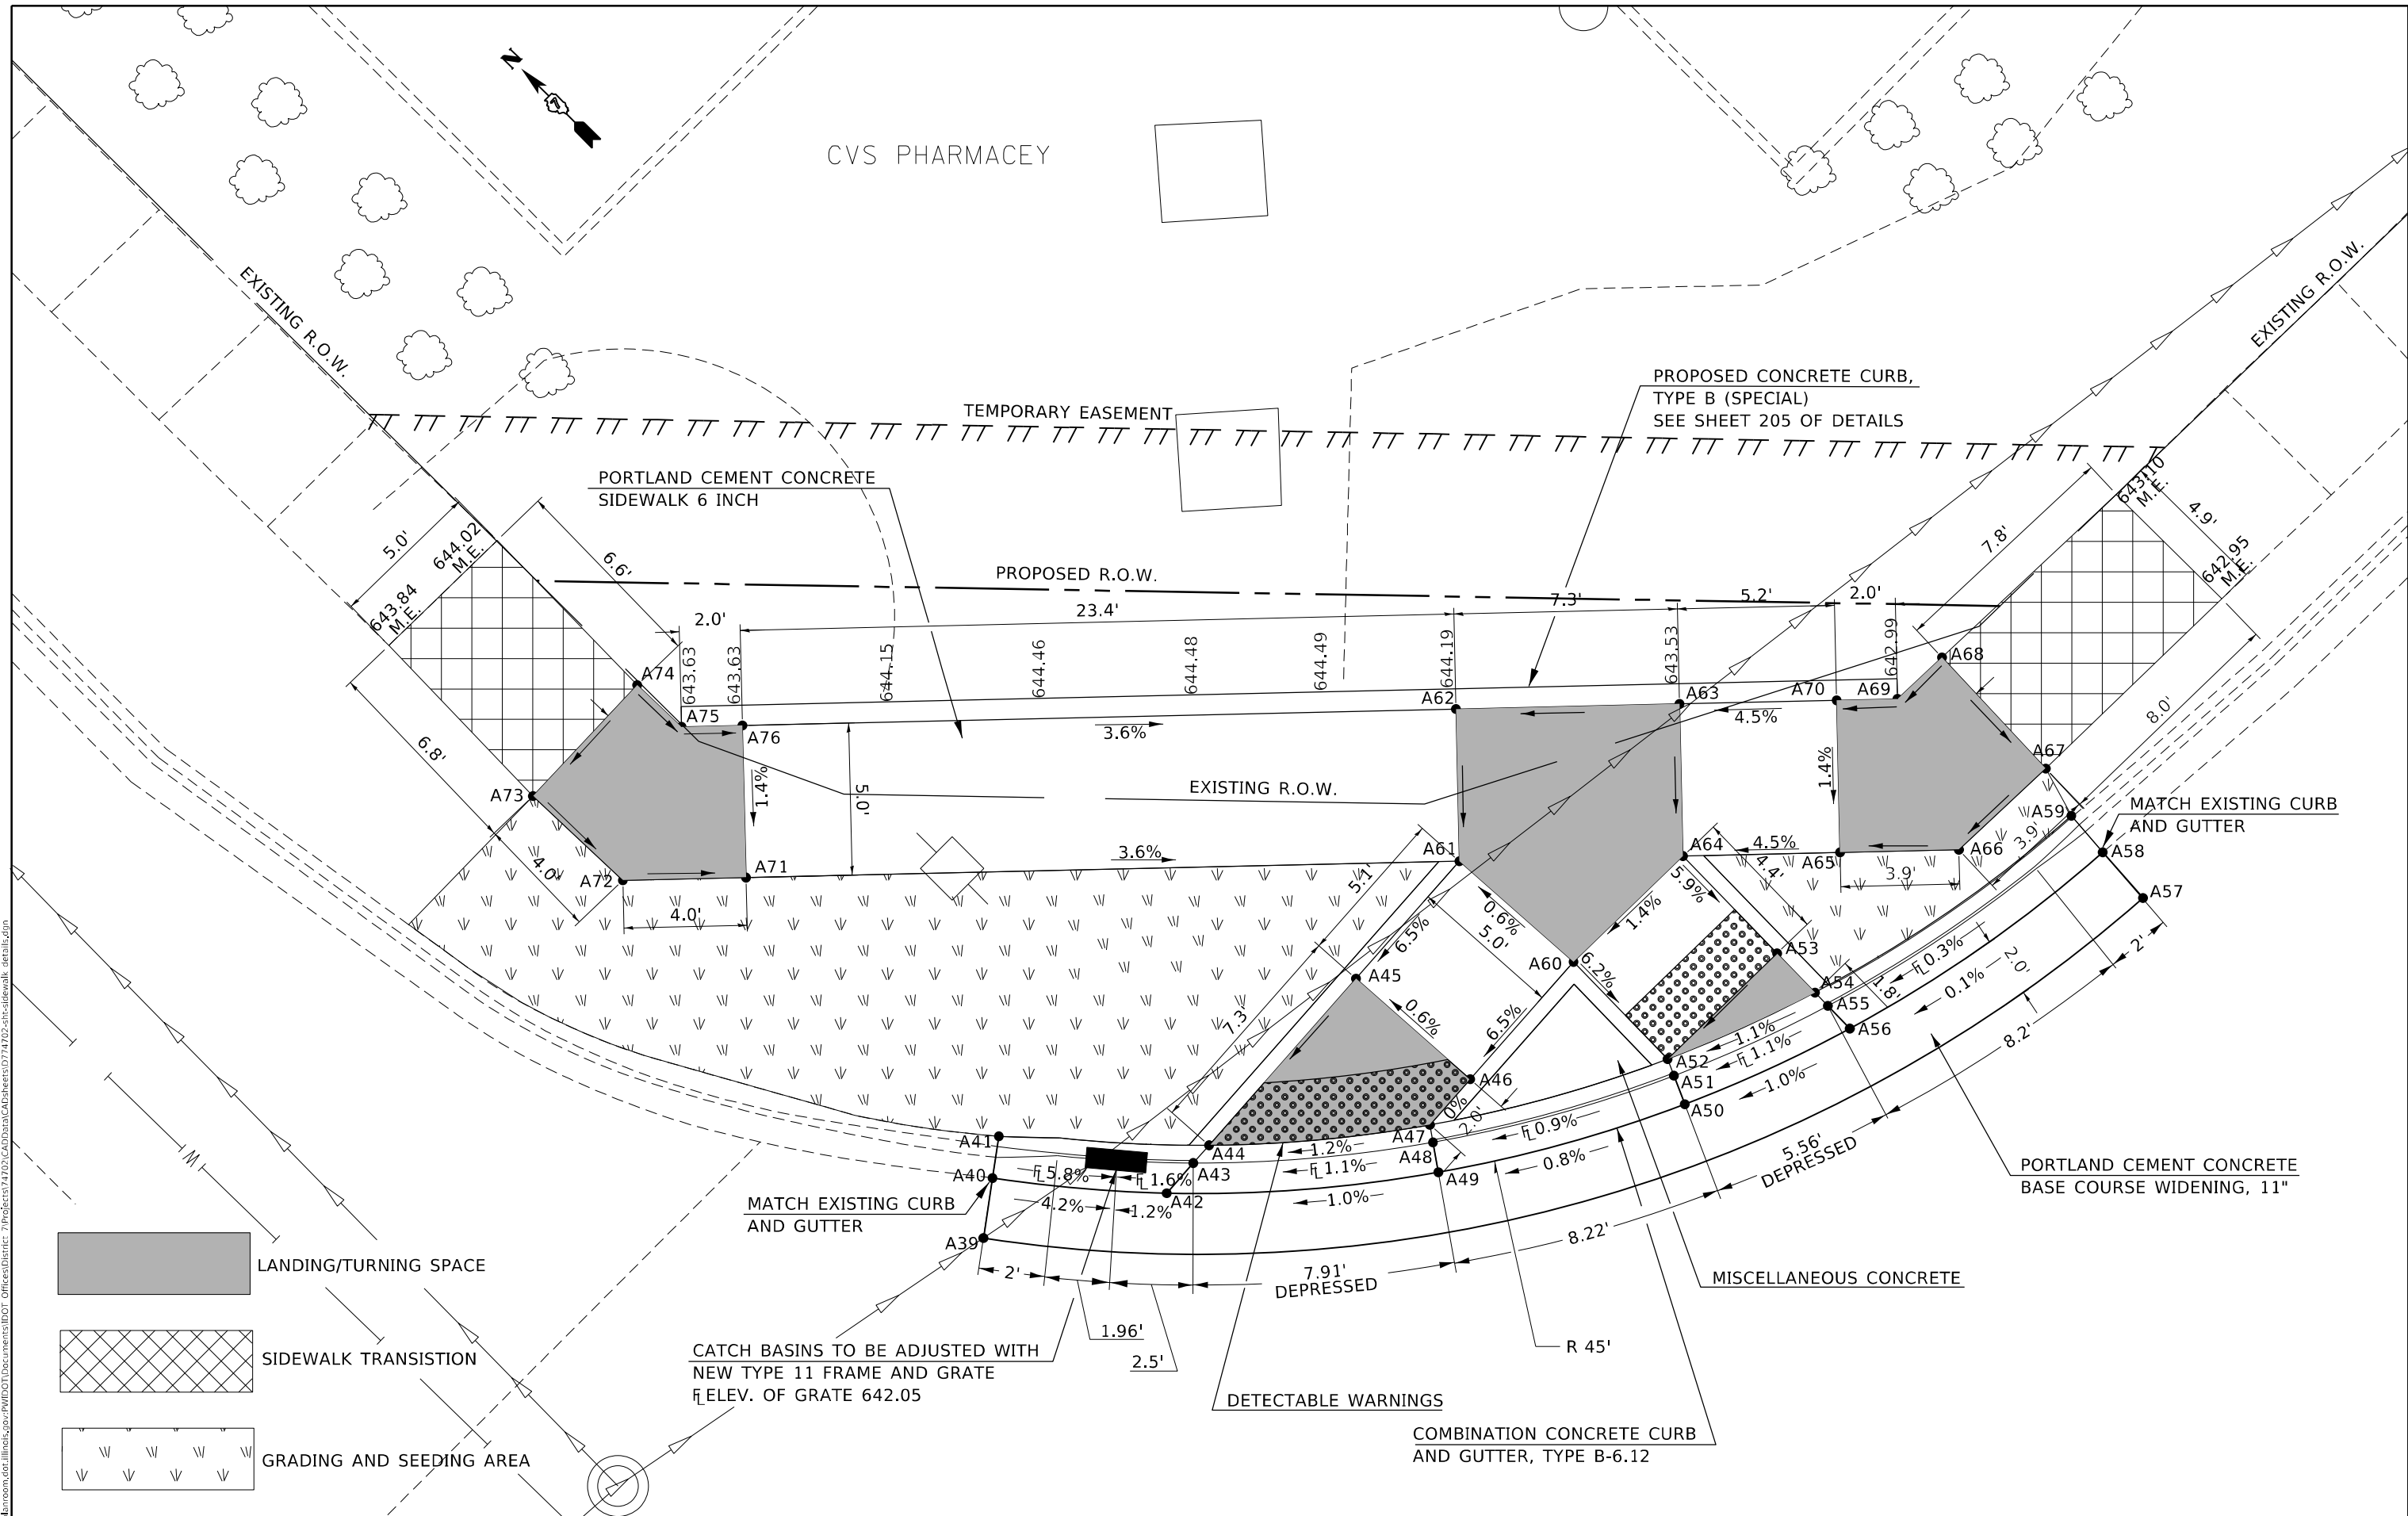 N
7
CVS PHARMACEY
EXISTING R.O.W.
EXISTING R.O.W.
PROPOSED CONCRETE CURB,
TYPE B (SPECIAL)
SEE SHEET 205 OF DETAILS
TEMPORARY EASEMENT
PORTLAND CEMENT CONCRETE
SIDEWALK 6 INCH
643.10
M.E.
4.9'
642.95
M.E.
7.8'
8.0'
5.0'
644.02
M.E.
643.84
M.E.
6.6'
6.8'
4.0'
PROPOSED R.O.W.
2.0'
23.4'
7.3'
5.2'
2.0'
643.63
643.63
644.15
644.46
644.48
644.49
644.19
643.53
642.99
A74
A75
A76
A62
A63
A70
A69
A68
A67
3.6%
4.5%
1.4%
5.0'
1.4%
EXISTING R.O.W.
A73
A72
A71
4.0'
3.6%
A61
A64
4.5%
A65
A66
3.9'
3.9'
A59
A58
A57
MATCH EXISTING CURB
AND GUTTER
5.1'
7.3'
6.5%
0.6%
5.0'
1.4%
5.9%
4.4'
A60
6.2%
A53
A54
A55
A56
1.8'
FL 0.3%
0.1%
2.0'
2'
8.2'
A45
0.6%
6.5%
A46
A52
A51
A50
1.1%
FL 1.1%
1.0%
A41
A40
A39
A44
A43
A42
A47
A48
A49
2.0'
1.2%
FL 1.1%
1.0%
FL 0.9%
0.8%
FL 5.8%
FL 1.6%
4.2%
1.2%
MATCH EXISTING CURB
AND GUTTER
2'
1.96'
2.5'
7.91'
DEPRESSED
8.22'
5.56'
DEPRESSED
PORTLAND CEMENT CONCRETE
BASE COURSE WIDENING, 11"
MISCELLANEOUS CONCRETE
R 45'
DETECTABLE WARNINGS
COMBINATION CONCRETE CURB
AND GUTTER, TYPE B-6.12
CATCH BASINS TO BE ADJUSTED WITH
NEW TYPE 11 FRAME AND GRATE
FL ELEV. OF GRATE 642.05
W
LANDING/TURNING SPACE
SIDEWALK TRANSISTION
GRADING AND SEEDING AREA